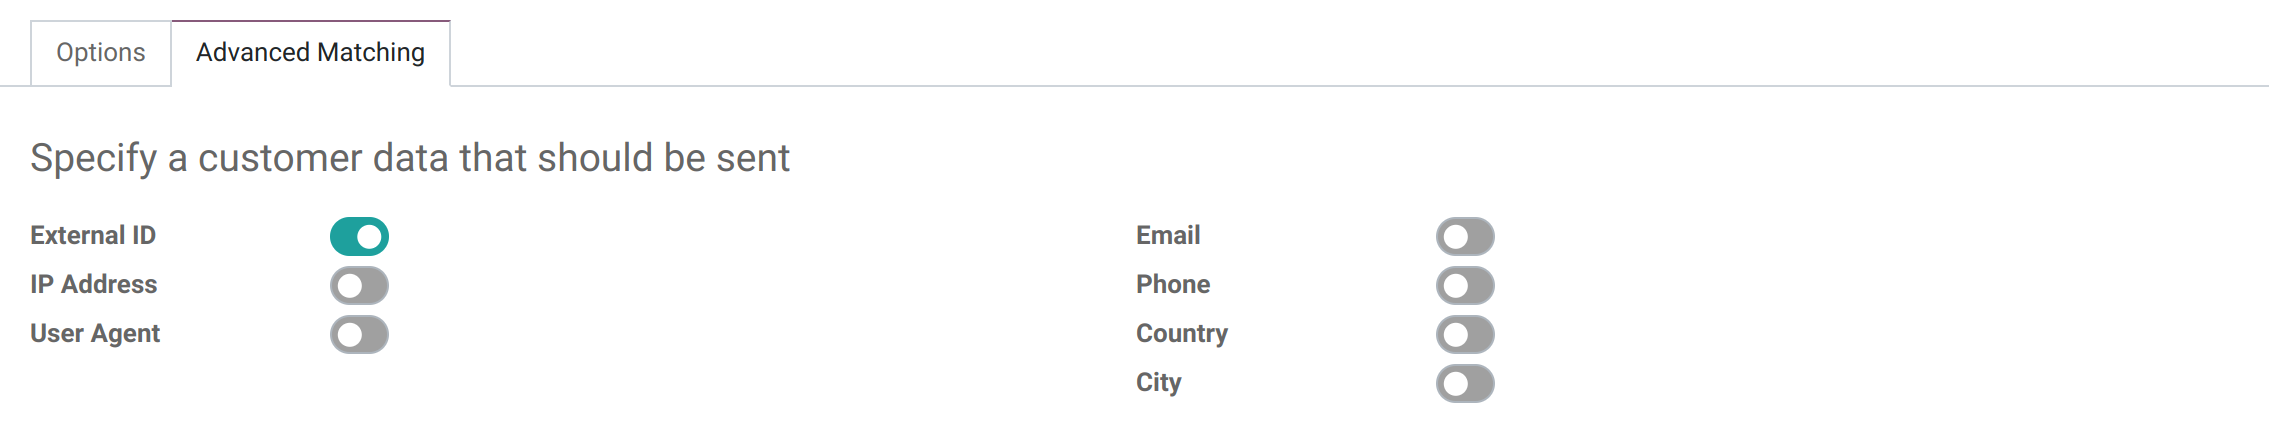 Options
Advanced Matching
Specify a customer data that should be sent
External ID
IP Address
User Agent
Email
Phone
Country
City